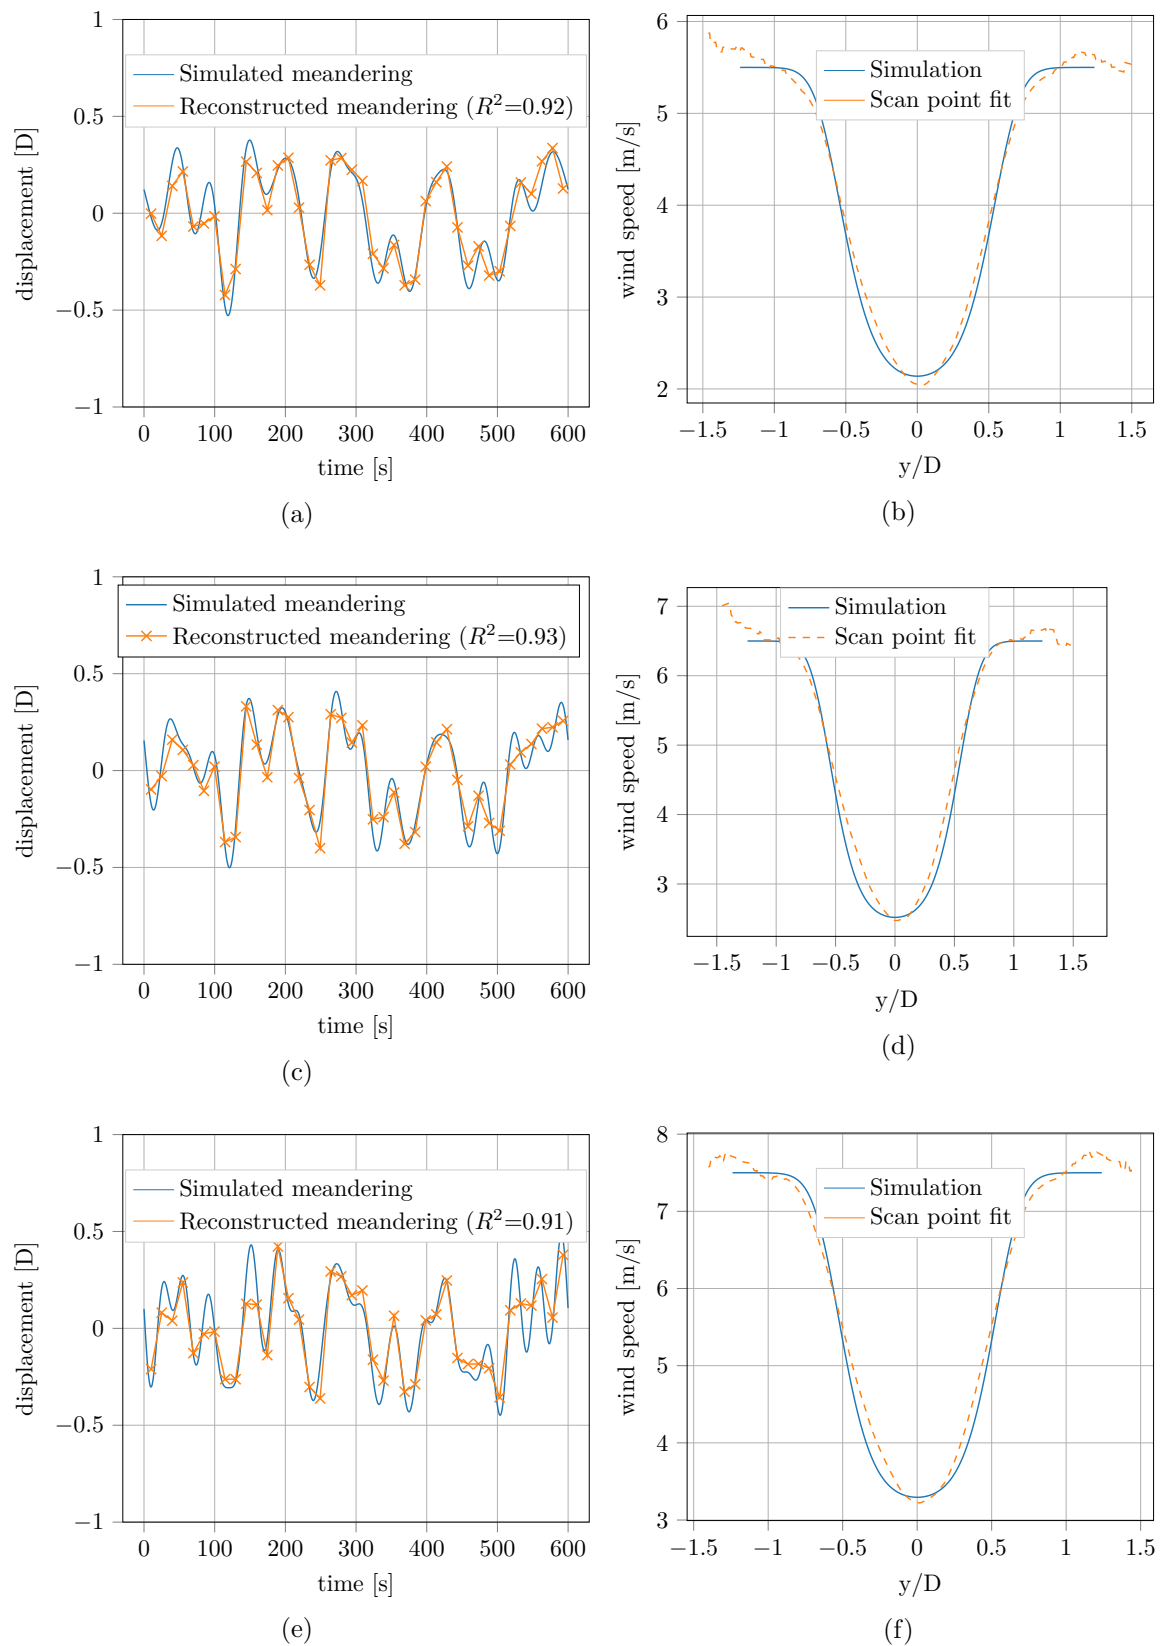 1
0.5
0
−0.5
−1
displacement [D]
Simulated meandering
Reconstructed meandering (R²=0.92)
0 100 200 300 400 500 600
time [s]
(a)
6
5
4
3
2
wind speed [m/s]
Simulation
Scan point fit
−1.5 −1 −0.5 0 0.5 1 1.5
y/D
(b)
1
0.5
0
−0.5
−1
displacement [D]
Simulated meandering
Reconstructed meandering (R²=0.93)
0 100 200 300 400 500 600
time [s]
(c)
7
6
5
4
3
wind speed [m/s]
Simulation
Scan point fit
−1.5 −1 −0.5 0 0.5 1 1.5
y/D
(d)
1
0.5
0
−0.5
−1
displacement [D]
Simulated meandering
Reconstructed meandering (R²=0.91)
0 100 200 300 400 500 600
time [s]
(e)
8
7
6
5
4
3
wind speed [m/s]
Simulation
Scan point fit
−1.5 −1 −0.5 0 0.5 1 1.5
y/D
(f)